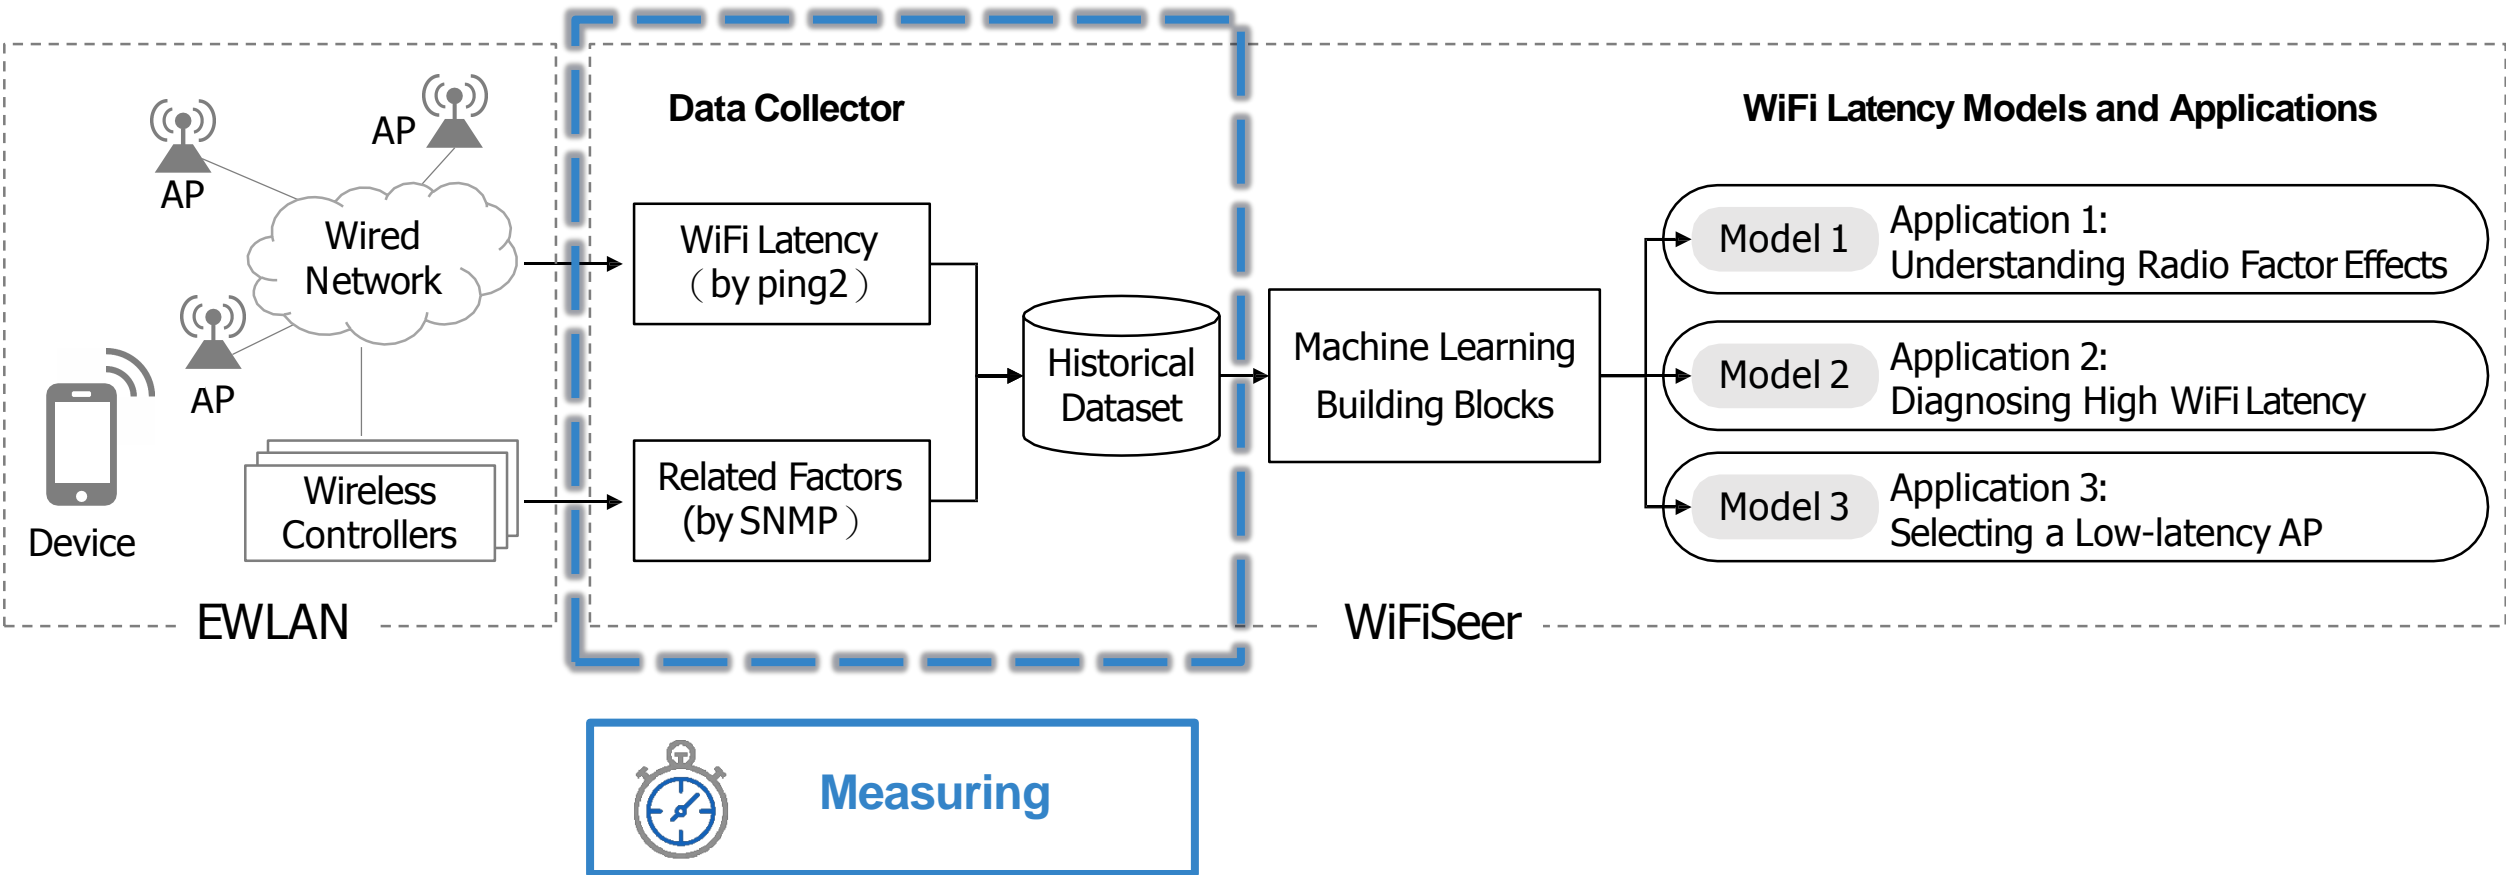 AP
AP
Wired
Network
AP
Device
Wireless
Controllers
EWLAN
Data Collector
WiFi Latency
（by ping2）
Related Factors
(by SNMP）
Historical
Dataset
WiFi Latency Models and Applications
Machine Learning
Building Blocks
Model 1
Application 1:
Understanding Radio Factor Effects
Model 2
Application 2:
Diagnosing High WiFi Latency
Model 3
Application 3:
Selecting a Low-latency AP
WiFiSeer
Measuring